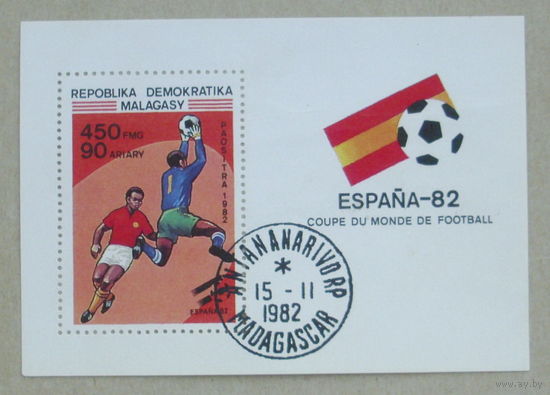 REPOBLIKA DEMOKRATIKA
MALAGASY
450 FMG
90 ARIARY
PAOSITRA 1982
ESPAÑA 82
ESPAÑA-82
COUPE DU MONDE DE FOOTBALL
ANTANANARIVO RP
*
15 - 11
1982
MADAGASCAR
1
www.ay.by